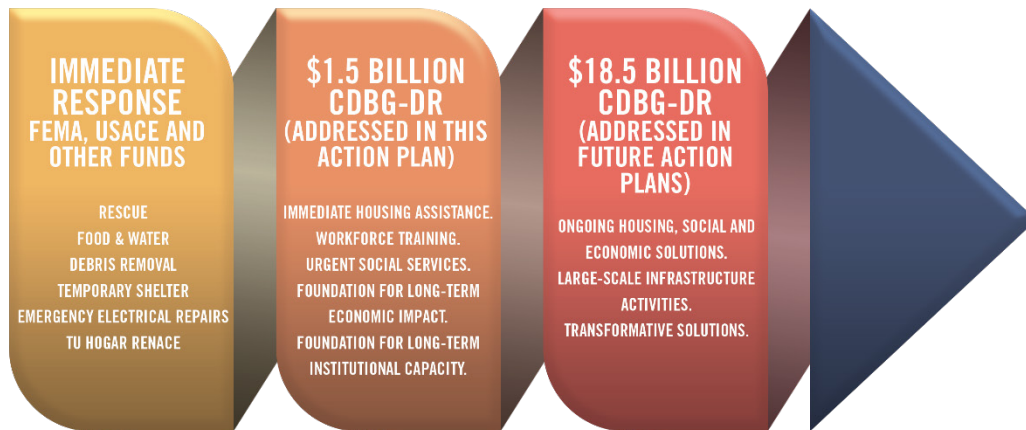 IMMEDIATE
RESPONSE
FEMA, USACE AND
OTHER FUNDS
RESCUE
FOOD & WATER
DEBRIS REMOVAL
TEMPORARY SHELTER
EMERGENCY ELECTRICAL REPAIRS
TU HOGAR RENACE
$1.5 BILLION
CDBG-DR
(ADDRESSED IN THIS
ACTION PLAN)
IMMEDIATE HOUSING ASSISTANCE.
WORKFORCE TRAINING.
URGENT SOCIAL SERVICES.
FOUNDATION FOR LONG-TERM
ECONOMIC IMPACT.
FOUNDATION FOR LONG-TERM
INSTITUTIONAL CAPACITY.
$18.5 BILLION
CDBG-DR
(ADDRESSED IN
FUTURE ACTION
PLANS)
ONGOING HOUSING, SOCIAL AND
ECONOMIC SOLUTIONS.
LARGE-SCALE INFRASTRUCTURE
ACTIVITIES.
TRANSFORMATIVE SOLUTIONS.